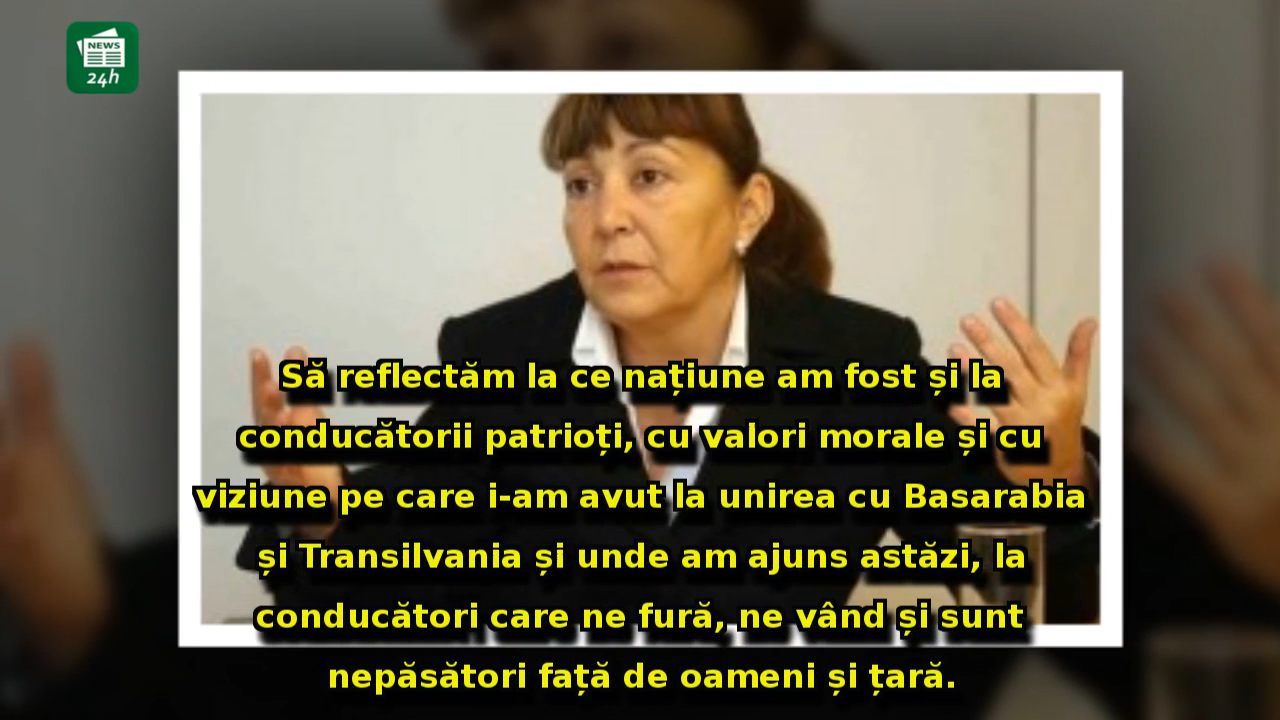 NEWS
24h
Să reflectăm la ce națiune am fost și la
conducătorii patrioți, cu valori morale și cu
viziune pe care i-am avut la unirea cu Basarabia
și Transilvania și unde am ajuns astăzi, la
conducători care ne fură, ne vând și sunt
nepăsători față de oameni și țară.